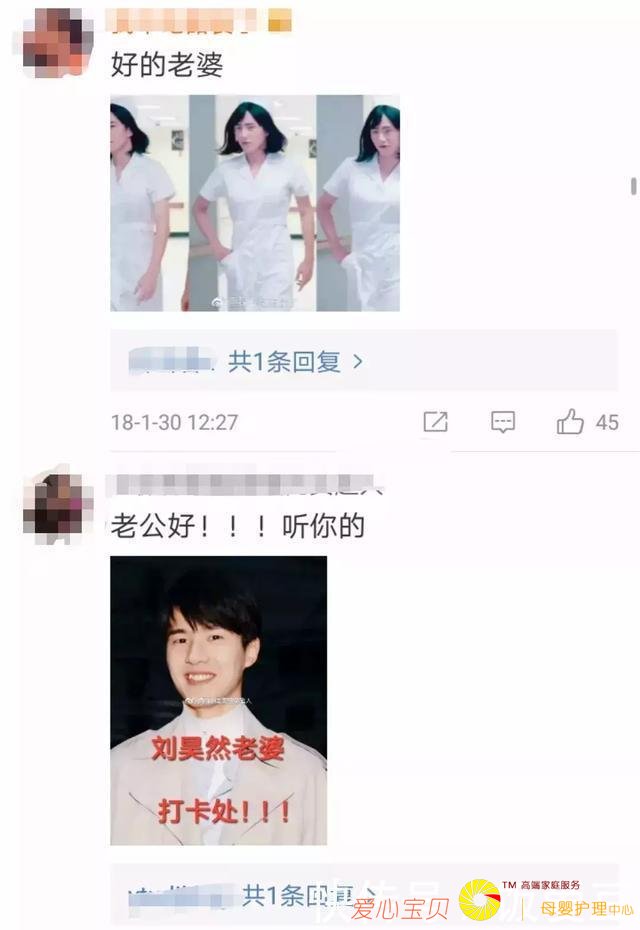 好的老婆
共1条回复 >
18-1-30 12:27
45
老公好！！！听你的
刘昊然老婆
打卡处！！！
共1条回复
爱心宝贝
TM 高端家庭服务
母婴护理中心